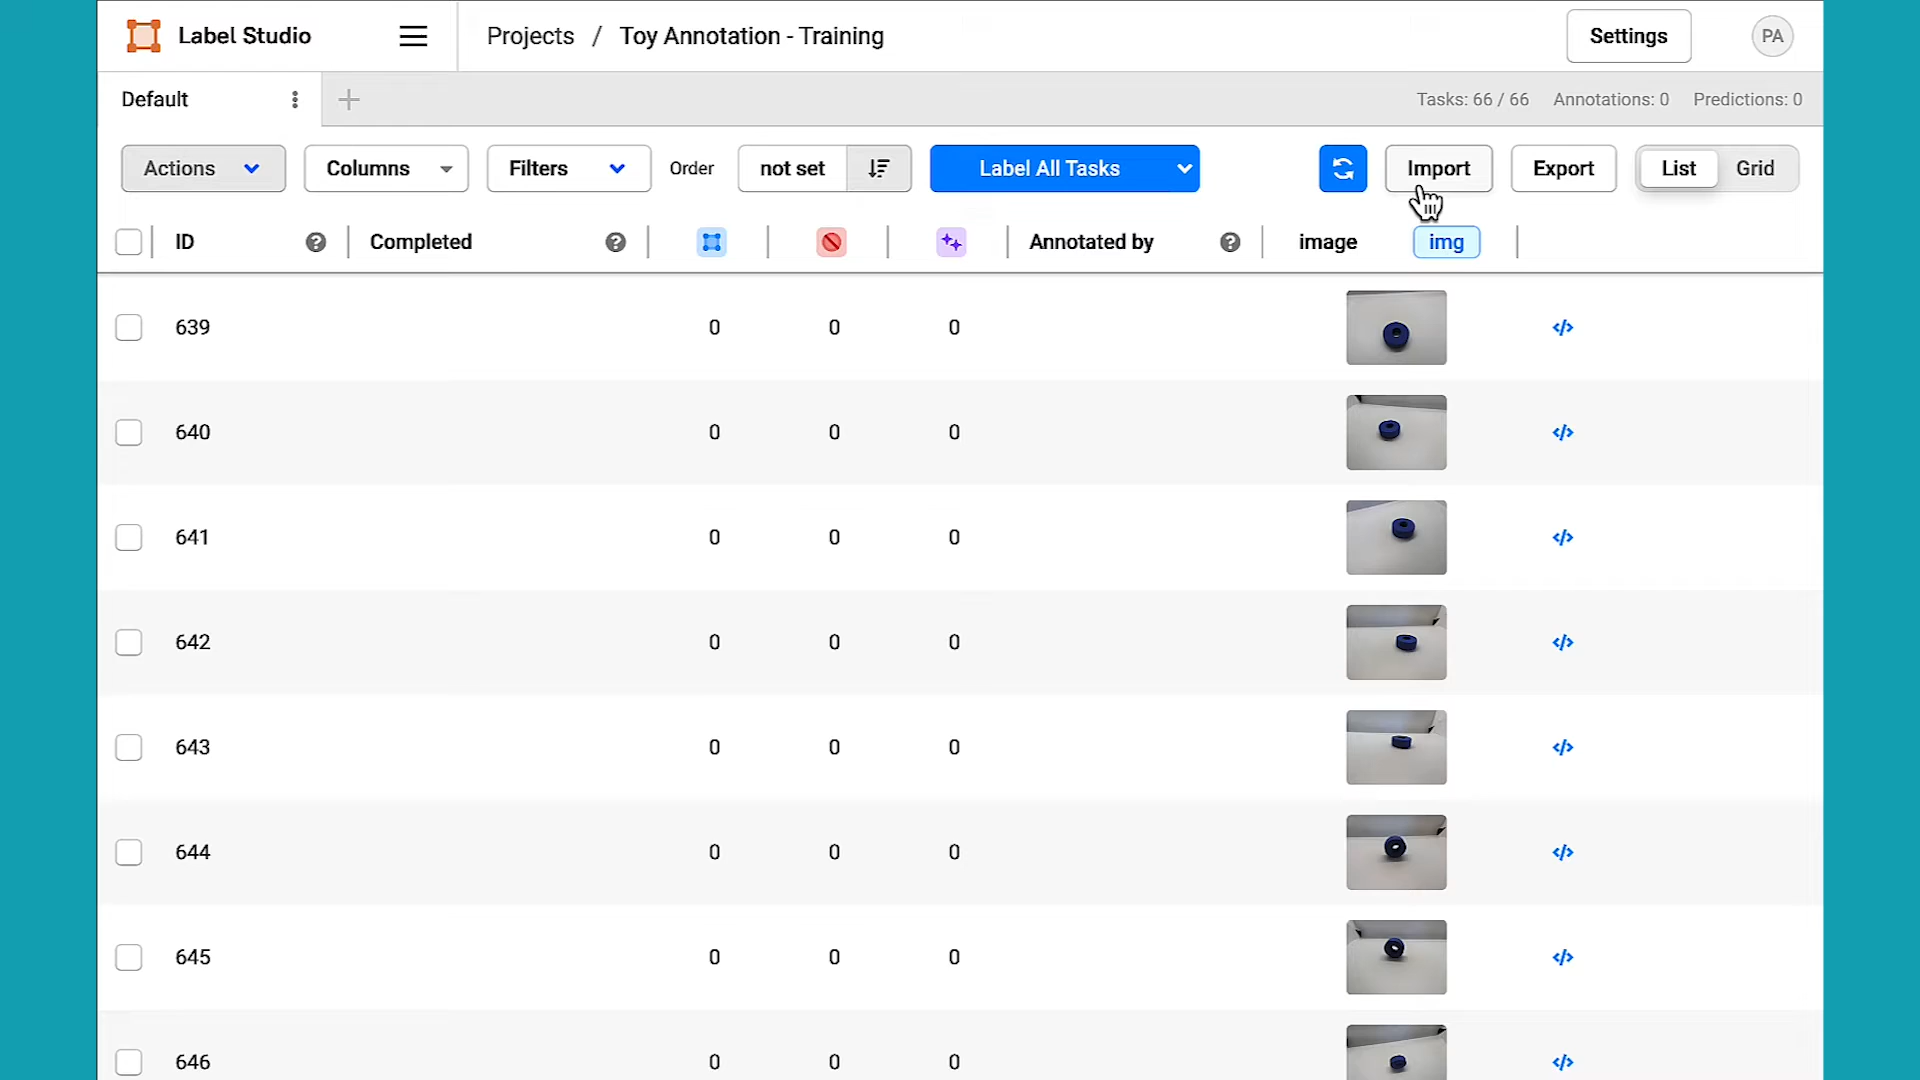 Label Studio
Projects / Toy Annotation - Training
Settings
PA
Default
Tasks: 66 / 66
Annotations: 0
Predictions: 0
Actions
Columns
Filters
Order
not set
Label All Tasks
Import
Export
List
Grid
ID
Completed
Annotated by
image
img
639 0 0 0 </>
640 0 0 0 </>
641 0 0 0 </>
642 0 0 0 </>
643 0 0 0 </>
644 0 0 0 </>
645 0 0 0 </>
646 0 0 0 </>